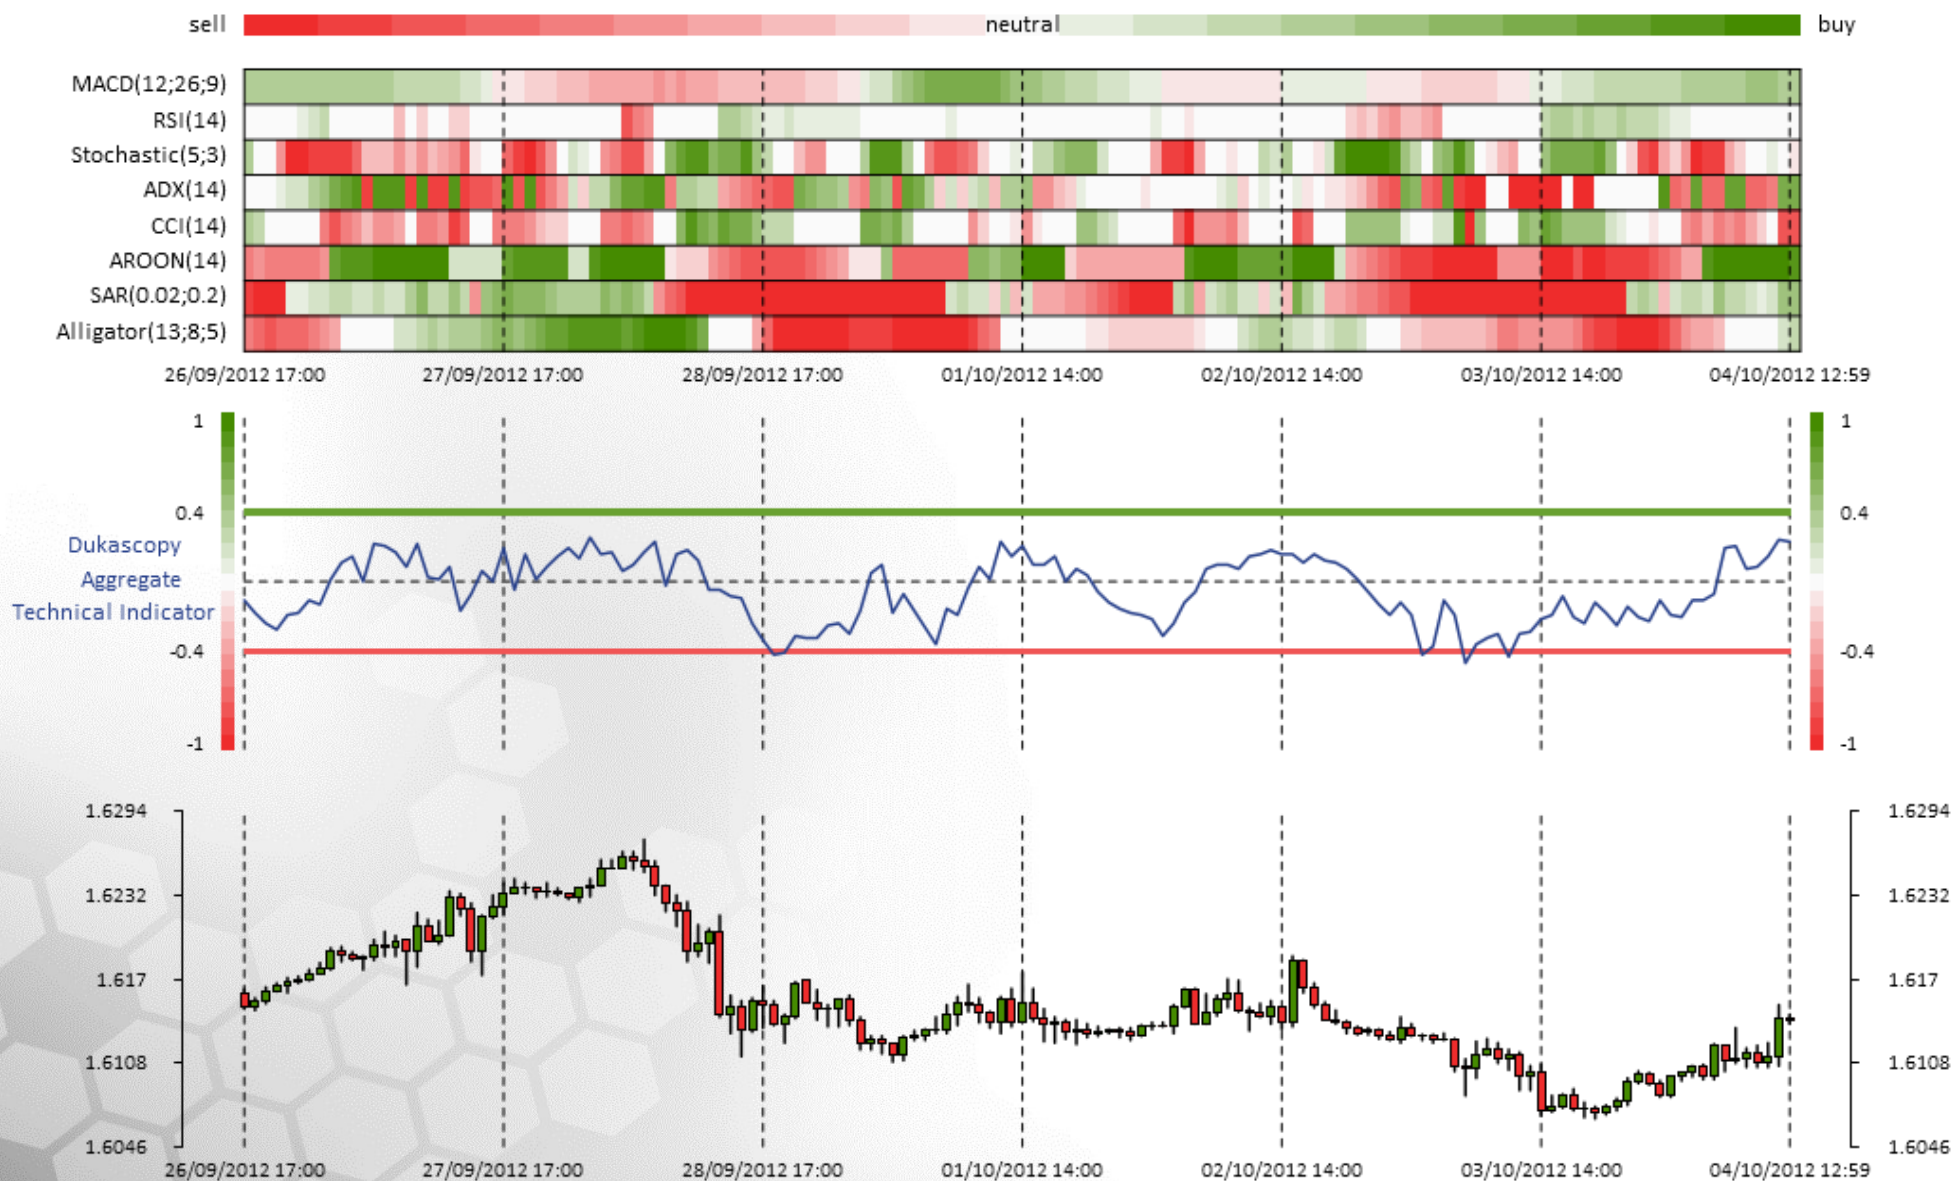 sell neutral buy
MACD(12;26;9)
RSI(14)
Stochastic(5;3)
ADX(14)
CCI(14)
AROON(14)
SAR(0.02;0.2)
Alligator(13;8;5)
26/09/2012 17:00 27/09/2012 17:00 28/09/2012 17:00 01/10/2012 14:00 02/10/2012 14:00 03/10/2012 14:00 04/10/2012 12:59
1 1
0.4 0.4
Dukascopy
Aggregate
Technical Indicator
-0.4 -0.4
-1 -1
1.6294 1.6294
1.6232 1.6232
1.617 1.617
1.6108 1.6108
1.6046 1.6046
26/09/2012 17:00 27/09/2012 17:00 28/09/2012 17:00 01/10/2012 14:00 02/10/2012 14:00 03/10/2012 14:00 04/10/2012 12:59